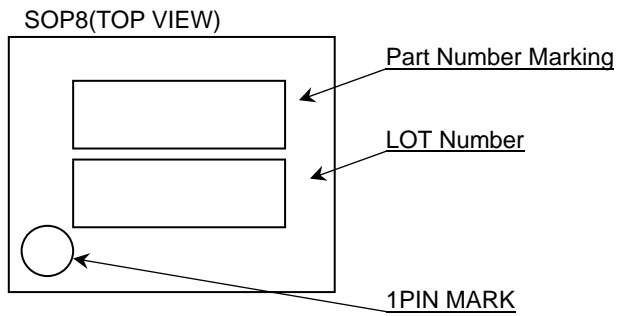 SOP8(TOP VIEW)
Part Number Marking
LOT Number
1PIN MARK